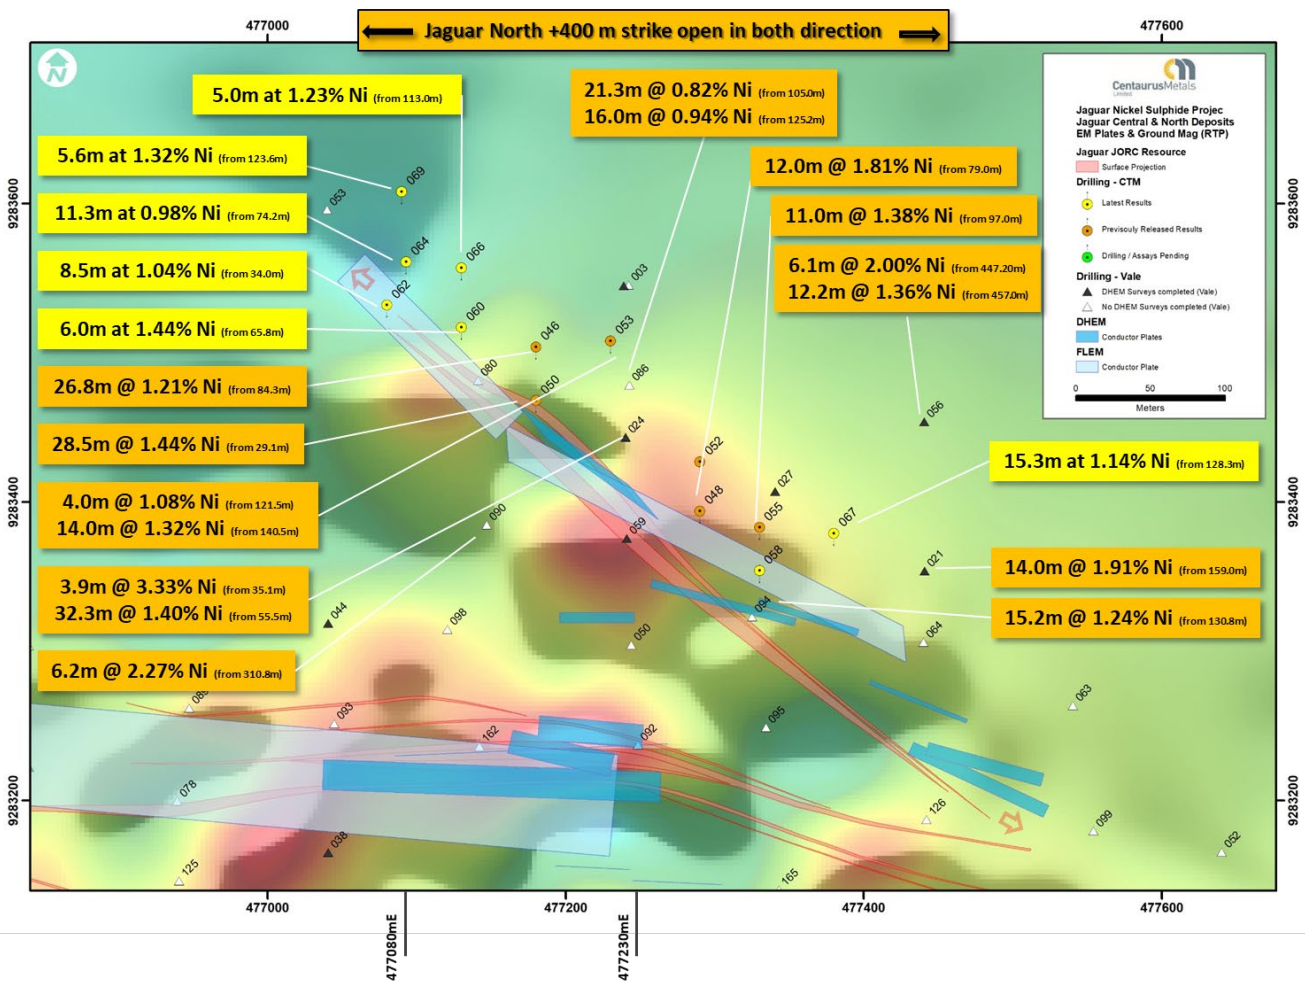 477000
Jaguar North +400 m strike open in both direction
477600
N
5.0m at 1.23% Ni (from 113.0m)
21.3m @ 0.82% Ni (from 105.0m)
16.0m @ 0.94% Ni (from 125.2m)
CentaurusMetals
Limited
Jaguar Nickel Sulphide Projec
Jaguar Central & North Deposits
EM Plates & Ground Mag (RTP)
Jaguar JORC Resource
Surface Projection
Drilling - CTM
Latest Results
Previsouly Released Results
Drilling / Assays Pending
Drilling - Vale
DHEM Surveys completed (Vale)
No DHEM Surveys completed (Vale)
DHEM
Conductor Plates
FLEM
Conductor Plate
0 50 100
Meters
5.6m at 1.32% Ni (from 123.6m)
12.0m @ 1.81% Ni (from 79.0m)
11.3m at 0.98% Ni (from 74.2m)
11.0m @ 1.38% Ni (from 97.0m)
8.5m at 1.04% Ni (from 34.0m)
6.1m @ 2.00% Ni (from 447.20m)
12.2m @ 1.36% Ni (from 457.0m)
6.0m at 1.44% Ni (from 65.8m)
26.8m @ 1.21% Ni (from 84.3m)
28.5m @ 1.44% Ni (from 29.1m)
15.3m at 1.14% Ni (from 128.3m)
4.0m @ 1.08% Ni (from 121.5m)
14.0m @ 1.32% Ni (from 140.5m)
14.0m @ 1.91% Ni (from 159.0m)
3.9m @ 3.33% Ni (from 35.1m)
32.3m @ 1.40% Ni (from 55.5m)
15.2m @ 1.24% Ni (from 130.8m)
6.2m @ 2.27% Ni (from 310.8m)
9283600
9283600
9283400
9283400
9283200
9283200
053
069
064
066
062
060
003
046
053
080
050
086
024
056
052
027
048
055
067
090
059
058
021
044
098
050
094
064
089
093
162
092
095
063
078
126
099
038
125
165
052
477000
477200
477400
477600
477080mE
477230mE